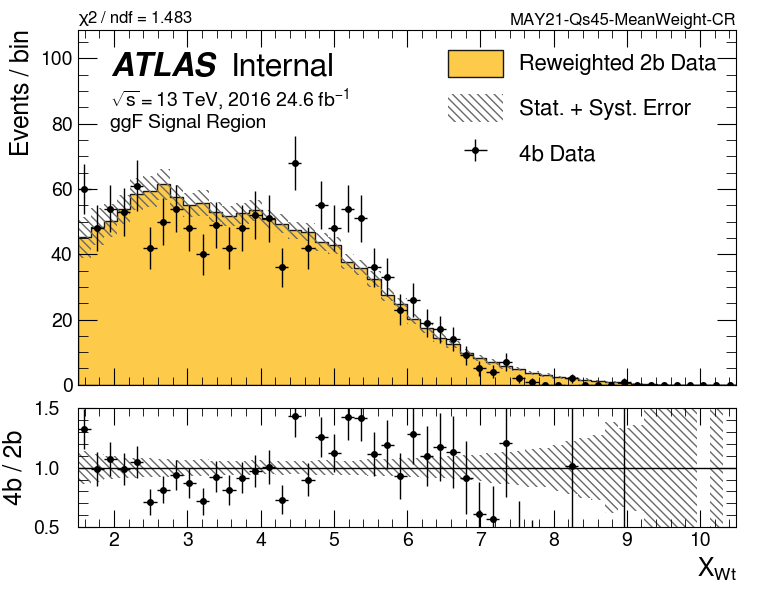 χ2 / ndf = 1.483
MAY21-Qs45-MeanWeight-CR
ATLAS Internal
√s = 13 TeV, 2016 24.6 fb−1
ggF Signal Region
Reweighted 2b Data
Stat. + Syst. Error
4b Data
Events / bin
100
80
60
40
20
0
4b / 2b
1.5
1.0
0.5
2 3 4 5 6 7 8 9 10
XWt